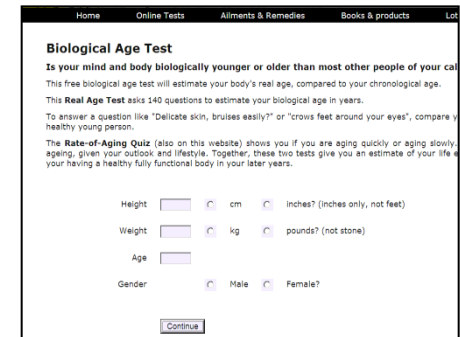 Home Online Tests Ailments & Remedies Books & products Lot
Biological Age Test
Is your mind and body biologically younger or older than most other people of your cal
This free biological age test will estimate your body's real age, compared to your chronological age.
This Real Age Test asks 140 questions to estimate your biological age in years.
To answer a question like "Delicate skin, bruises easily?" or "crows feet around your eyes", compare y
healthy young person.
The Rate-of-Aging Quiz (also on this website) shows you if you are aging quickly or aging slowly.
ageing, given your outlook and lifestyle. Together, these two tests give you an estimate of your life e
your having a healthy fully functional body in your later years.
Height cm inches? (inches only, not feet)
Weight kg pounds? (not stone)
Age
Gender Male Female?
Continue